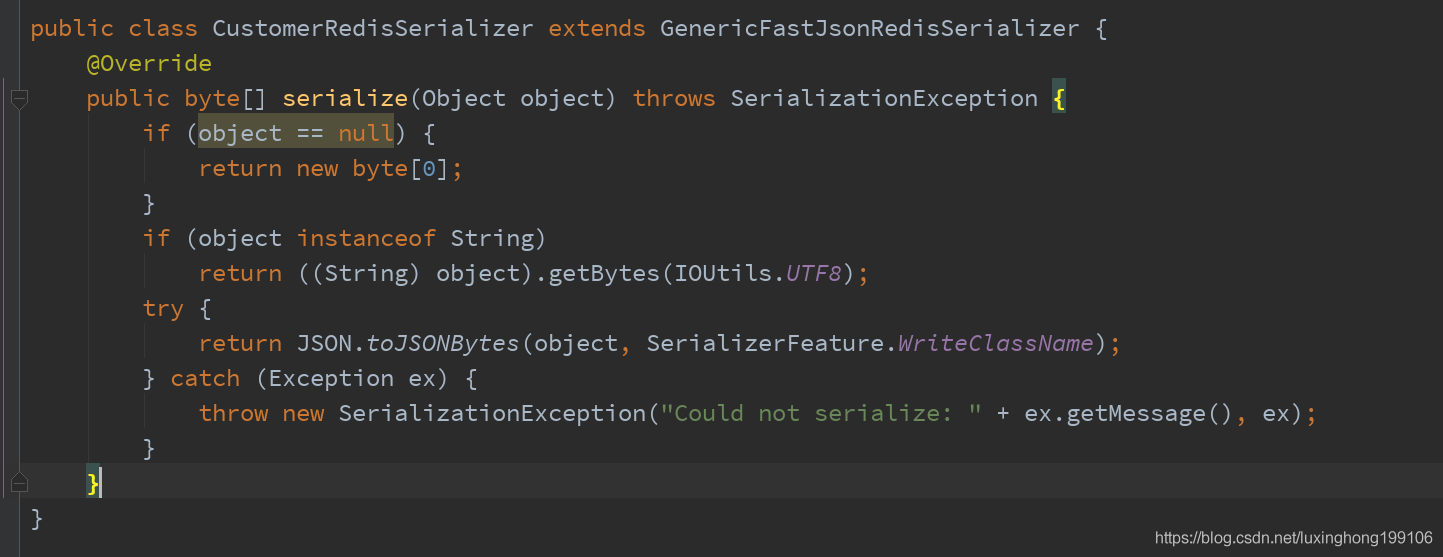 public class CustomerRedisSerializer extends GenericFastJsonRedisSerializer {
    @Override
    public byte[] serialize(Object object) throws SerializationException {
        if (object == null) {
            return new byte[0];
        }
        if (object instanceof String)
            return ((String) object).getBytes(IOUtils.UTF8);
        try {
            return JSON.toJSONBytes(object, SerializerFeature.WriteClassName);
        } catch (Exception ex) {
            throw new SerializationException("Could not serialize: " + ex.getMessage(), ex);
        }
    }
}
https://blog.csdn.net/luxinghong199106